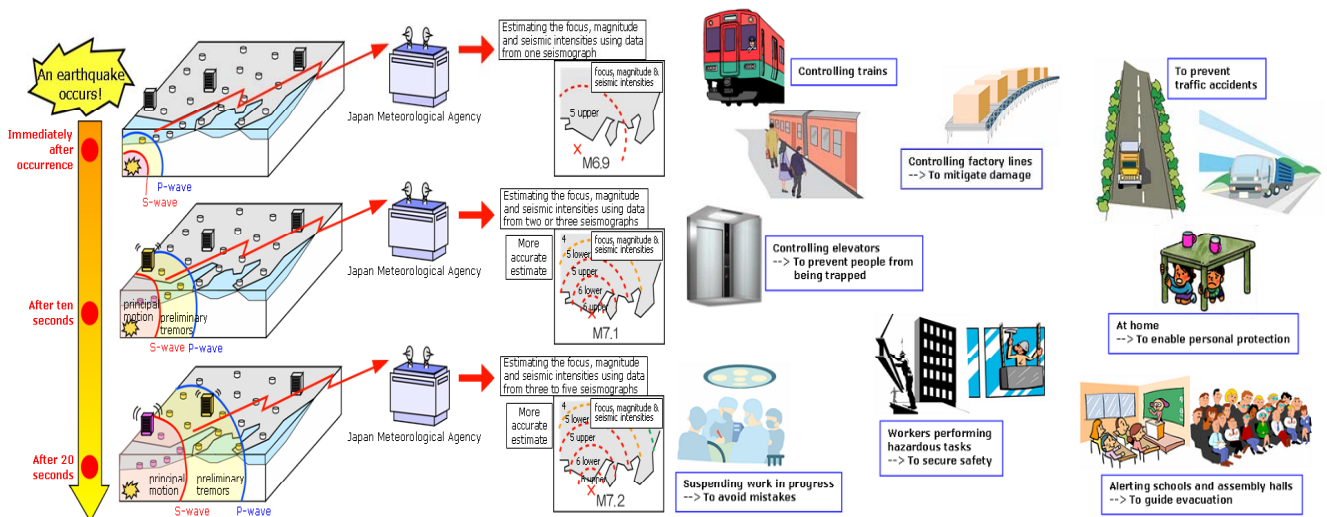 An earthquake
occurs!
Immediately
after
occurrence
P-wave
S-wave
Japan Meteorological Agency
Estimating the focus, magnitude
and seismic intensities using data
from one seismograph
focus, magnitude &
seismic intensities
5 upper
M6.9
After ten
seconds
principal
motion
preliminary
tremors
S-wave
P-wave
Japan Meteorological Agency
Estimating the focus, magnitude
and seismic intensities using data
from two or three seismographs
More
accurate
estimate
focus, magnitude &
seismic intensities
4
5 lower
5 upper
6 lower
6 upper
M7.1
After 20
seconds
principal
motion
preliminary
tremors
S-wave
P-wave
Japan Meteorological Agency
Estimating the focus, magnitude
and seismic intensities using data
from three to five seismographs
More
accurate
estimate
focus, magnitude &
seismic intensities
4
5 lower
5 upper
6 lower
6 upper
M7.2
Controlling trains
Controlling factory lines
--> To mitigate damage
To prevent
traffic accidents
Controlling elevators
--> To prevent people from
being trapped
At home
--> To enable personal protection
Suspending work in progress
--> To avoid mistakes
Workers performing
hazardous tasks
--> To secure safety
Alerting schools and assembly halls
--> To guide evacuation